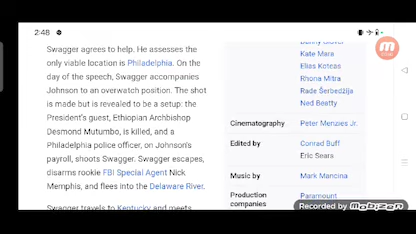 2:48
Swagger agrees to help. He assesses the
only viable location is Philadelphia. On the
day of the speech, Swagger accompanies
Johnson to an overwatch position. The shot
is made but is revealed to be a setup: the
President's guest, Ethiopian Archbishop
Desmond Mutumbo, is killed, and a
Philadelphia police officer, on Johnson's
payroll, shoots Swagger. Swagger escapes,
disarms rookie FBI Special Agent Nick
Memphis, and flees into the Delaware River.
Swagger travels to Kentucky and meets
Danny Glover
Kate Mara
Elias Koteas
Rhona Mitra
Rade Šerbedžija
Ned Beatty
Cinematography Peter Menzies Jr.
Edited by Conrad Buff
Eric Sears
Music by Mark Mancina
Production Paramount
companies
Recorded by Mobizen